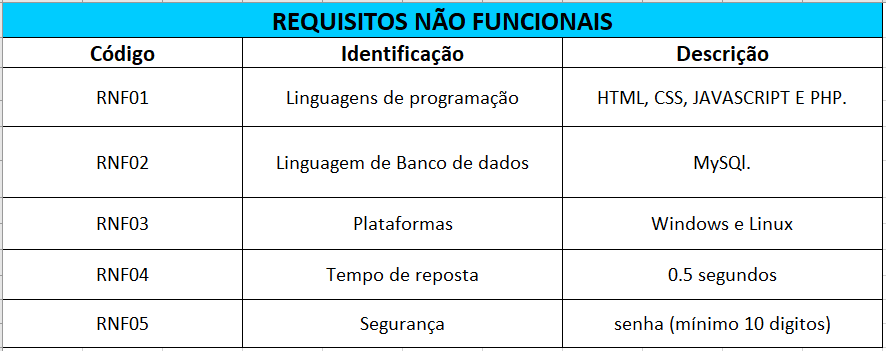 REQUISITOS NÃO FUNCIONAIS
Código Identificação Descrição
RNF01 Linguagens de programação HTML, CSS, JAVASCRIPT E PHP.
RNF02 Linguagem de Banco de dados MySQl.
RNF03 Plataformas Windows e Linux
RNF04 Tempo de reposta 0.5 segundos
RNF05 Segurança senha (mínimo 10 digitos)